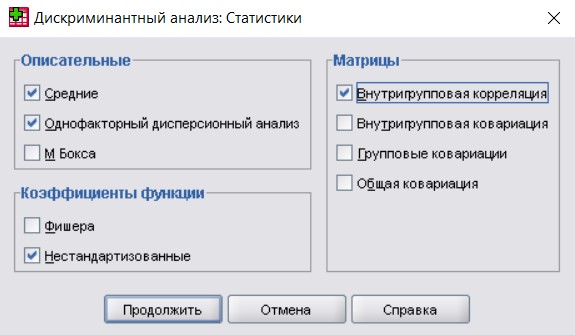 Дискриминантный анализ: Статистики
Описательные
Средние
Однофакторный дисперсионный анализ
М Бокса
Коэффициенты функции
Фишера
Нестандартизованные
Матрицы
Внутригрупповая корреляция
Внутригрупповая ковариация
Групповые ковариации
Общая ковариация
Продолжить
Отмена
Справка